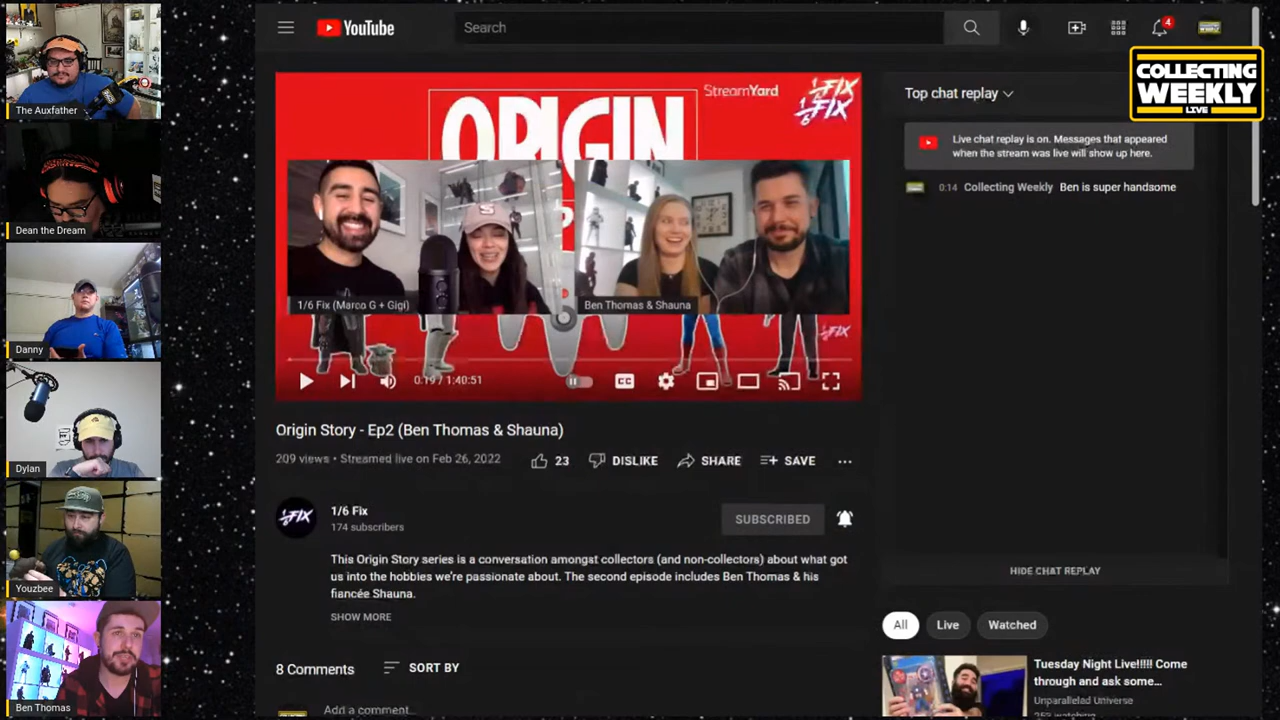 The Auxfather
Dean the Dream
Danny
Dylan
Youzbee
Ben Thomas
YouTube
Search
4
COLLECTING
WEEKLY
LIVE
StreamYard
1/6 FIX
ORIGIN
1/6 Fix (Marco G + Gigi)
Ben Thomas & Shauna
0:19 / 1:40:51
CC
Origin Story - Ep2 (Ben Thomas & Shauna)
209 views • Streamed live on Feb 26, 2022
23
DISLIKE
SHARE
SAVE
1/6 Fix
174 subscribers
SUBSCRIBED
This Origin Story series is a conversation amongst collectors (and non-collectors) about what got
us into the hobbies we're passionate about. The second episode includes Ben Thomas & his
fiancée Shauna.
SHOW MORE
8 Comments
SORT BY
Add a comment...
Top chat replay
Live chat replay is on. Messages that appeared
when the stream was live will show up here.
0:14 Collecting Weekly Ben is super handsome
HIDE CHAT REPLAY
All
Live
Watched
Tuesday Night Live!!!!! Come
through and ask some...
Unparalleled Universe